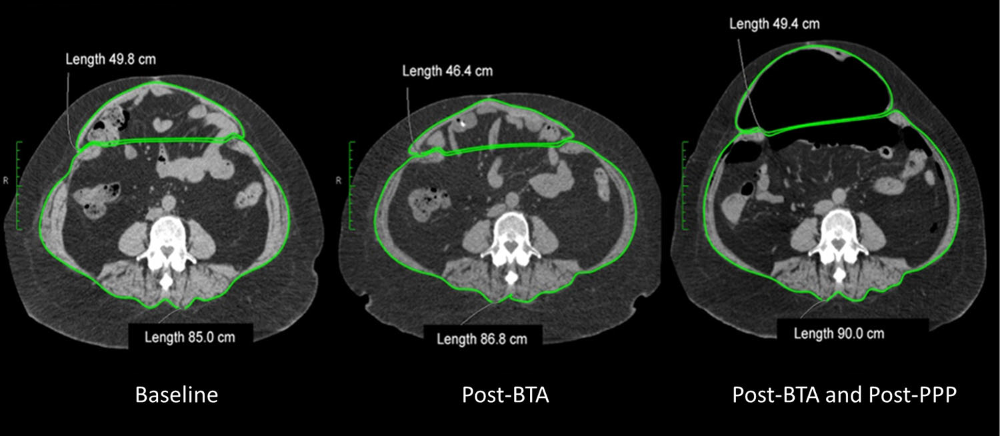 Length 49.8 cm
R
Length 85.0 cm
Baseline
Length 46.4 cm
R
Length 86.8 cm
Post-BTA
Length 49.4 cm
Length 90.0 cm
Post-BTA and Post-PPP